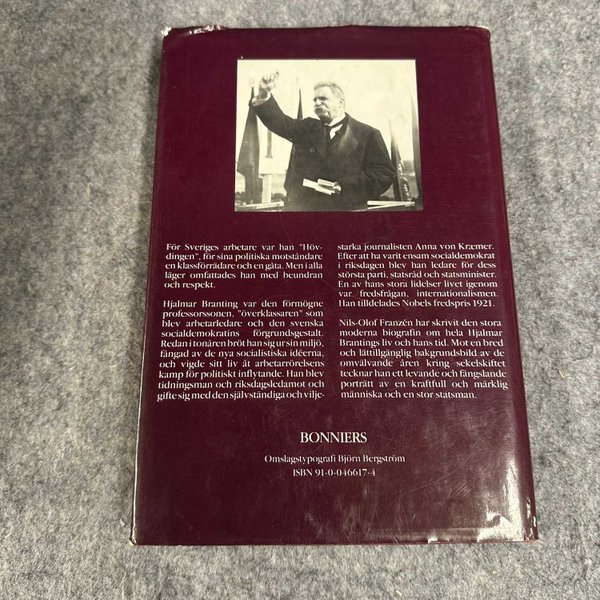 För Sveriges arbetare var han "Höv-
dingen", för sina politiska motståndare
en klassförrädare och en gåta. Men i alla
läger omfattades han med beundran
och respekt.
Hjalmar Branting var den förmögne
professorssonen, "överklassaren" som
blev arbetarledare och den svenska
socialdemokratins förgrundsgestalt.
Redan i tonåren bröt han sig ur sin miljö,
fångad av de nya socialistiska idéerna,
och vigde sitt liv åt arbetarrörelsens
kamp för politiskt inflytande. Han blev
tidningsman och riksdagsledamot och
gifte sig med den självständiga och vilje-
starka journalisten Anna von Kræmer.
Efter att ha varit ensam socialdemokrat
i riksdagen blev han ledare för dess
största parti, statsråd och statsminister.
En av hans stora lidelser livet igenom
var fredsfrågan, internationalismen.
Han tilldelades Nobels fredspris 1921.
Nils-Olof Franzén har skrivit den stora
moderna biografin om hela Hjalmar
Brantings liv och hans tid. Mot en bred
och lättillgänglig bakgrundsbild av de
omvälvande åren kring sekelskiftet
tecknar han ett levande och fängslande
porträtt av en kraftfull och märklig
människa och en stor statsman.
BONNIERS
Omslagstypografi Björn Bergström
ISBN 91-0-046617-4